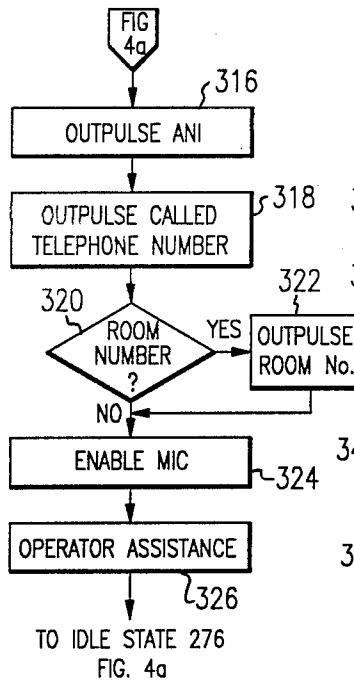 FIG
4a
316
OUTPULSE ANI
OUTPULSE CALLED
TELEPHONE NUMBER
318
320
ROOM
NUMBER
?
YES
322
OUTPULSE
ROOM No.
NO
ENABLE MIC
324
OPERATOR ASSISTANCE
326
TO IDLE STATE 276
FIG. 4a